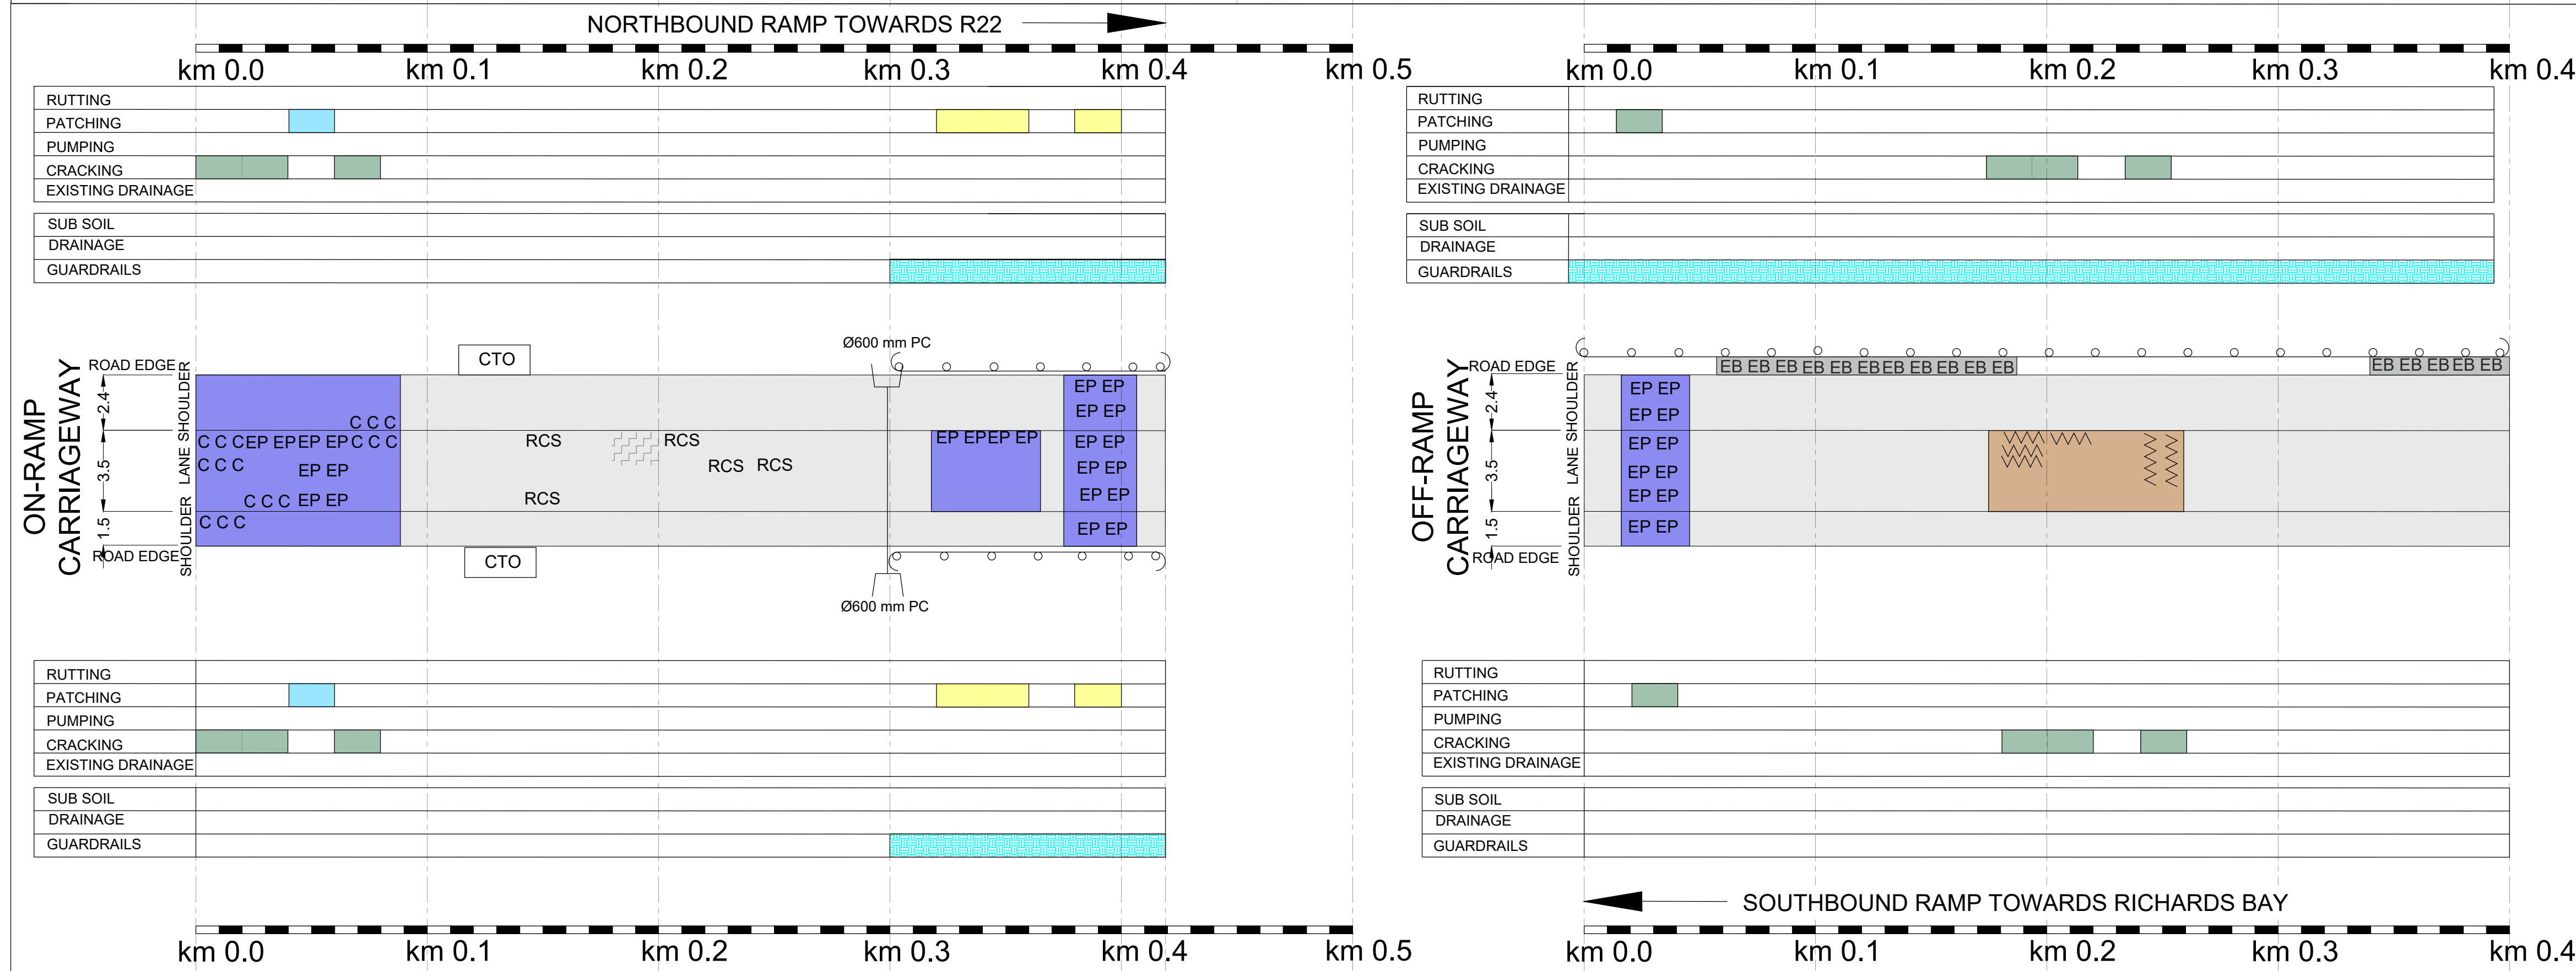 NORTHBOUND RAMP TOWARDS R22
km 0.0 km 0.1 km 0.2 km 0.3 km 0.4 km 0.5
RUTTING
PATCHING
PUMPING
CRACKING
EXISTING DRAINAGE
SUB SOIL
DRAINAGE
GUARDRAILS
ON-RAMP
CARRIAGEWAY
ROAD EDGE
2.4
3.5
1.5
ROAD EDGE
SHOULDER LANE SHOULDER
CTO
Ø600 mm PC
C C C
C C C EP EP EP EP C C C
C C C
EP EP
C C C EP EP
C C C
RCS
RCS
RCS
RCS
RCS
EP EP EP EP
EP EP
EP EP
EP EP
EP EP
EP EP
EP EP
CTO
Ø600 mm PC
RUTTING
PATCHING
PUMPING
CRACKING
EXISTING DRAINAGE
SUB SOIL
DRAINAGE
GUARDRAILS
km 0.0 km 0.1 km 0.2 km 0.3 km 0.4 km 0.5
km 0.0 km 0.1 km 0.2 km 0.3 km 0.4
RUTTING
PATCHING
PUMPING
CRACKING
EXISTING DRAINAGE
SUB SOIL
DRAINAGE
GUARDRAILS
OFF-RAMP
CARRIAGEWAY
ROAD EDGE
2.4
3.5
1.5
ROAD EDGE
SHOULDER LANE SHOULDER
EB EB EB EB EB EB EB EB EB EB EB
EB EB EB EB EB
EP EP
EP EP
EP EP
EP EP
EP EP
EP EP
RUTTING
PATCHING
PUMPING
CRACKING
EXISTING DRAINAGE
SUB SOIL
DRAINAGE
GUARDRAILS
SOUTHBOUND RAMP TOWARDS RICHARDS BAY
km 0.0 km 0.1 km 0.2 km 0.3 km 0.4